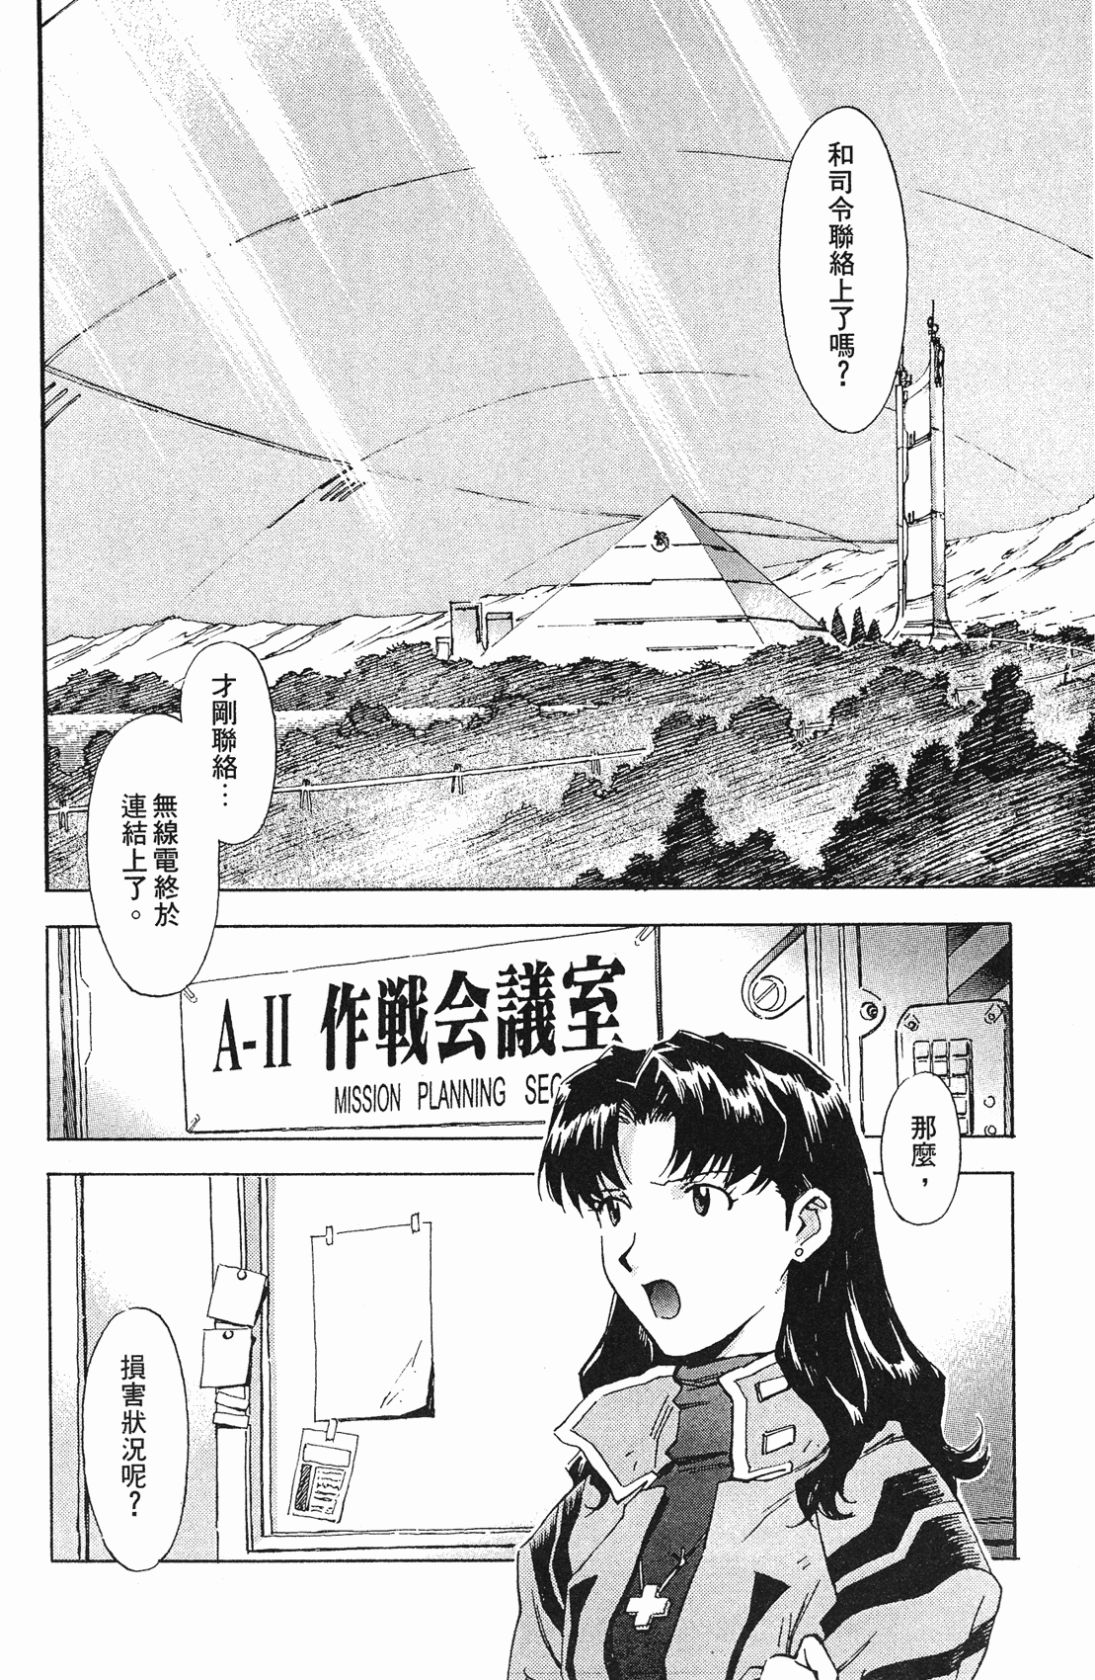 和司令聯絡上了嗎？
才剛聯絡…
無線電終於
連結上了。
A-II 作戦会議室
MISSION PLANNING SEC
那麼，
損害狀況呢？